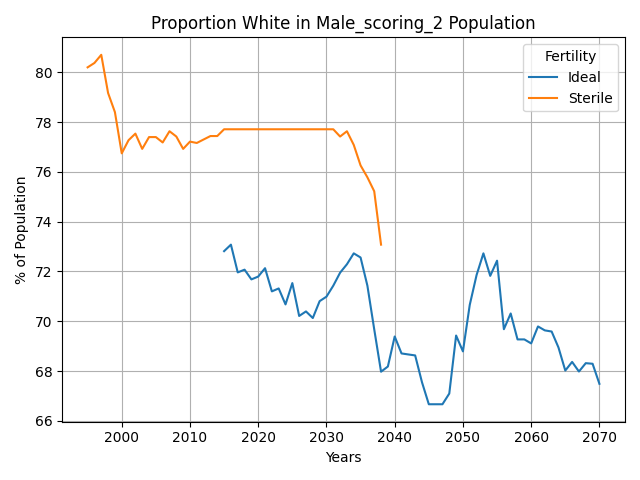 Proportion White in Male_scoring_2 Population
Fertility
Ideal
Sterile
% of Population
80
78
76
74
72
70
68
66
2000
2010
2020
2030
2040
2050
2060
2070
Years